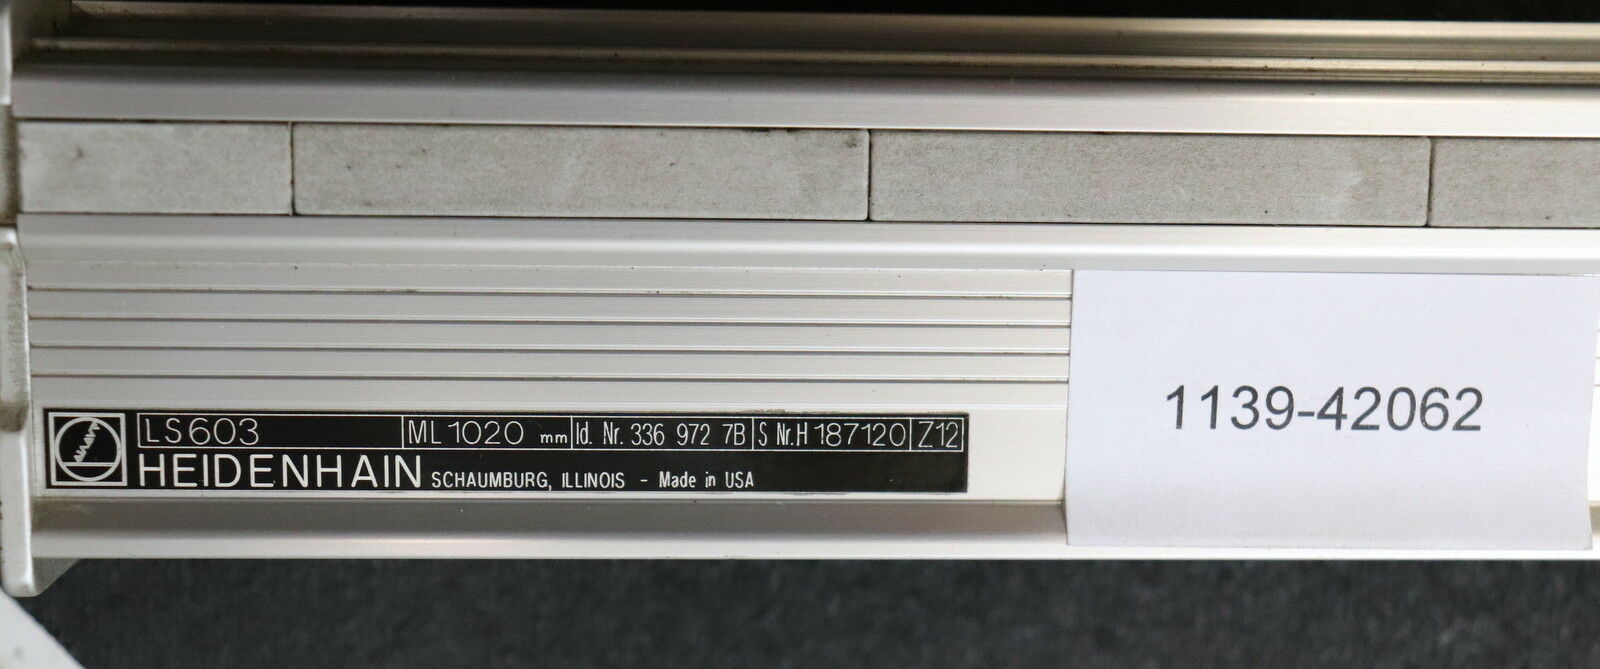 LS603 ML 1020 mm Id. Nr. 336 972 7B S Nr.H 187120 Z12
HEIDENHAIN SCHAUMBURG, ILLINOIS - Made in USA
1139-42062